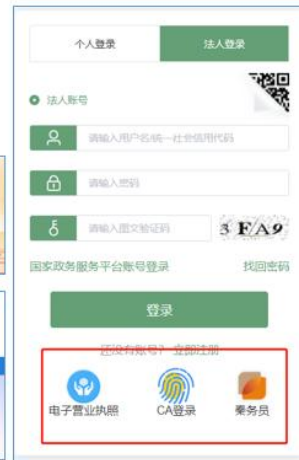 个人登录
法人登录
法人账号
请输入用户名/统一社会信用代码
请输入密码
请输入图文验证码
3 F A 9
国家政务服务平台账号登录
找回密码
登录
还没有账号? 立即注册
电子营业执照
CA登录
秦务员